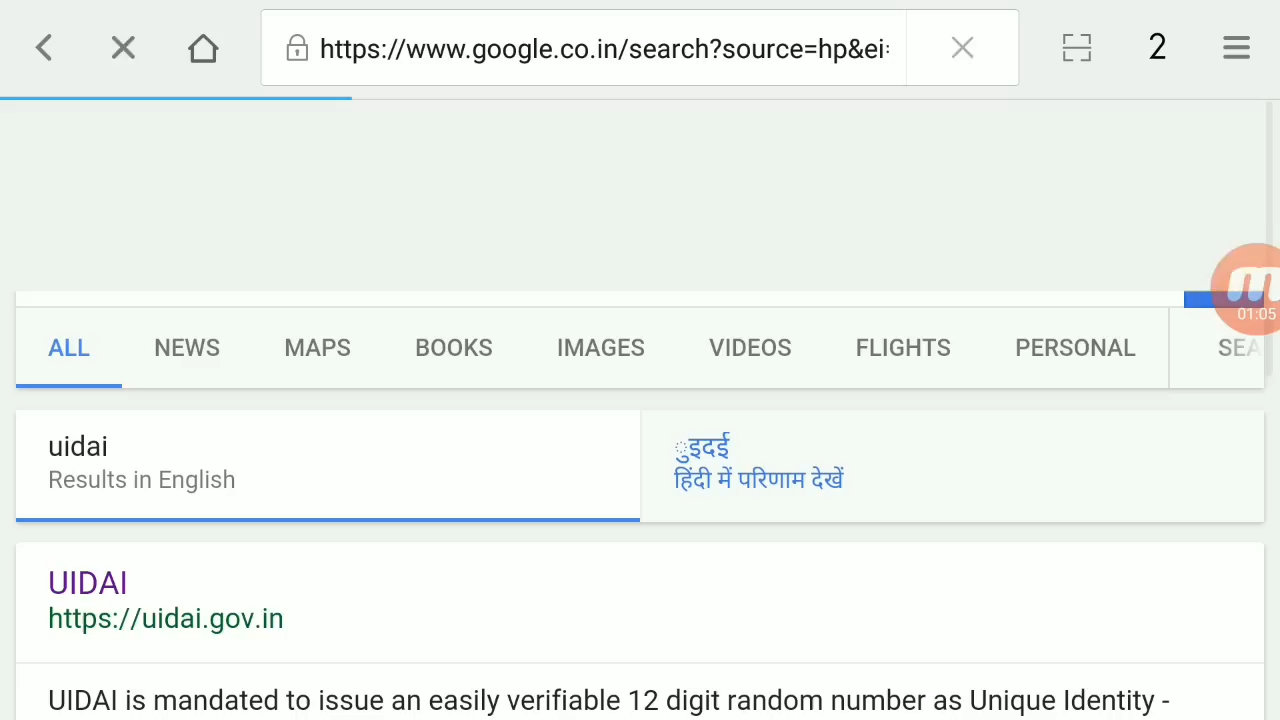 https://www.google.co.in/search?source=hp&ei=
2
01:05
ALL NEWS MAPS BOOKS IMAGES VIDEOS FLIGHTS PERSONAL SEA
uidai
Results in English
ुइदई
हिंदी में परिणाम देखें
UIDAI
https://uidai.gov.in
UIDAI is mandated to issue an easily verifiable 12 digit random number as Unique Identity -